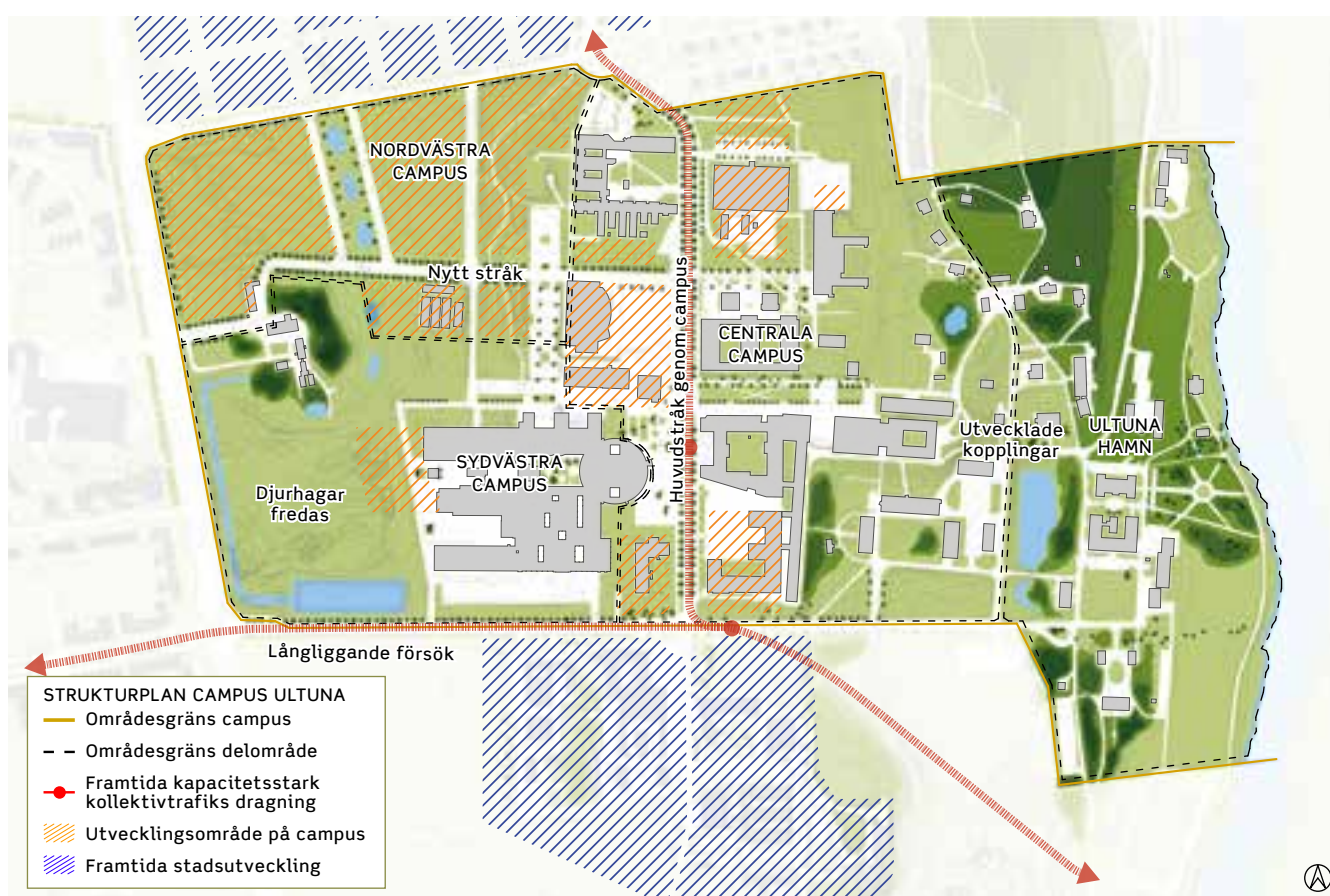 NORDVÄSTRA
CAMPUS
Nytt stråk
Huvudstråk genom campus
CENTRALA
CAMPUS
Utvecklade
kopplingar
ULTUNA
HAMN
SYDVÄSTRA
CAMPUS
Djurhagar
fredas
Långliggande försök
STRUKTURPLAN CAMPUS ULTUNA
Områdesgräns campus
Områdesgräns delområde
Framtida kapacitetsstark
kollektivtrafiks dragning
Utvecklingsområde på campus
Framtida stadsutveckling